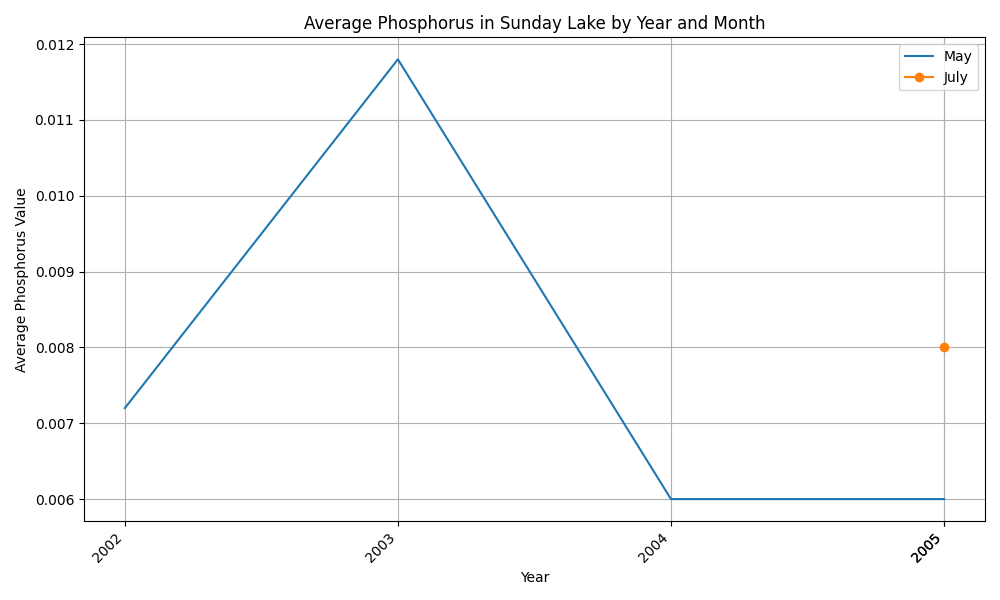 Average Phosphorus in Sunday Lake by Year and Month
May
July
0.012
0.011
0.010
0.009
0.008
0.007
0.006
Average Phosphorus Value
2002
2003
2004
2005
Year